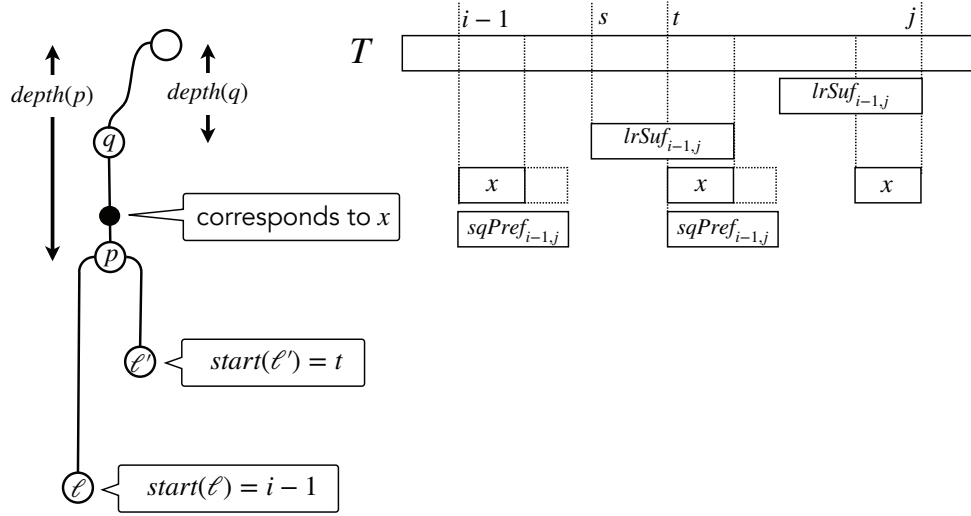 depth(p)
depth(q)
q
corresponds to x
p
ℓ'
start(ℓ') = t
ℓ
start(ℓ) = i − 1
i − 1
s
t
j
T
lrSuf_{i−1,j}
lrSuf_{i−1,j}
x
x
x
sqPref_{i−1,j}
sqPref_{i−1,j}